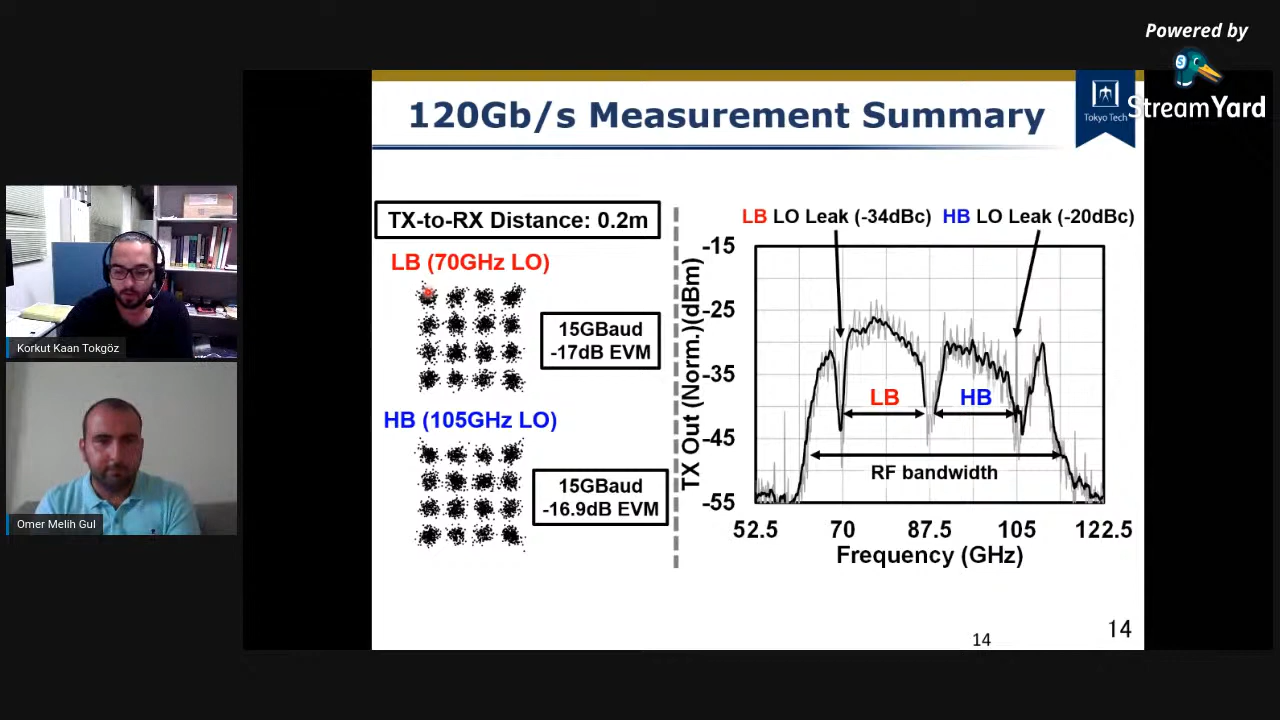 Powered by
StreamYard
120Gb/s Measurement Summary
Tokyo Tech
TX-to-RX Distance: 0.2m
LB (70GHz LO)
15GBaud
-17dB EVM
HB (105GHz LO)
15GBaud
-16.9dB EVM
LB LO Leak (-34dBc) HB LO Leak (-20dBc)
TX Out (Norm.)(dBm)
-15
-25
-35
-45
-55
LB
HB
RF bandwidth
52.5 70 87.5 105 122.5
Frequency (GHz)
14
14
Korkut Kaan Tokgöz
Omer Melih Gul